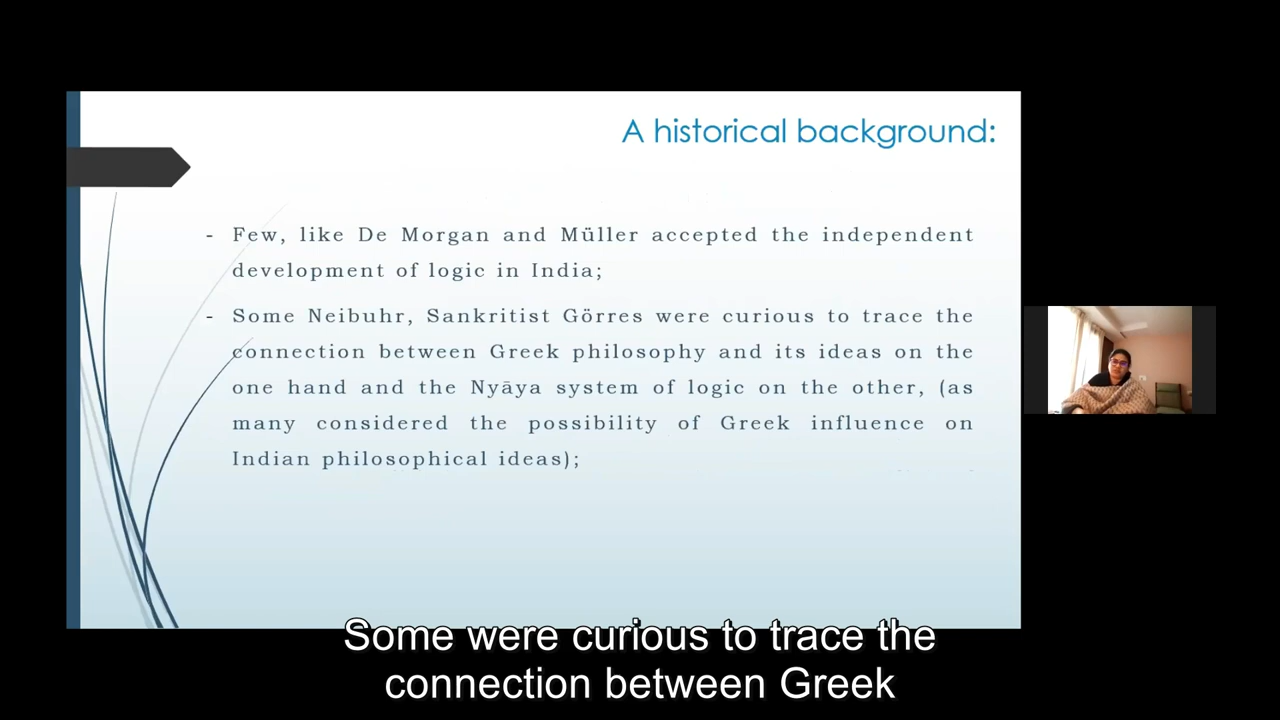 A historical background:
- Few, like De Morgan and Müller accepted the independent
development of logic in India;
- Some Neibuhr, Sankritist Görres were curious to trace the
connection between Greek philosophy and its ideas on the
one hand and the Nyāya system of logic on the other, (as
many considered the possibility of Greek influence on
Indian philosophical ideas);
Some were curious to trace the
connection between Greek